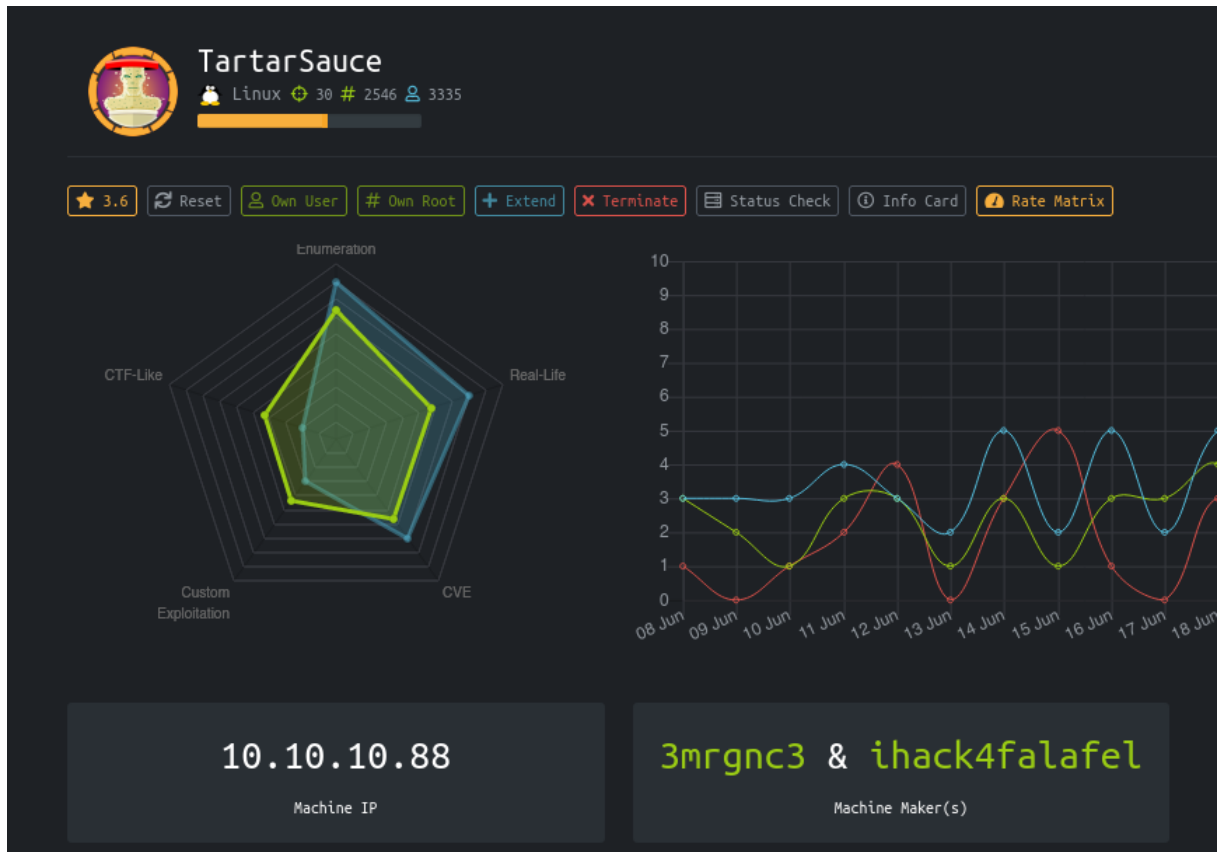 TartarSauce
Linux 30 # 2546 3335
3.6 Reset Own User # Own Root Extend Terminate Status Check Info Card Rate Matrix
Enumeration
CTF-Like
Real-Life
Custom
Exploitation
CVE
10
9
8
7
6
5
4
3
2
1
0
08 Jun 09 Jun 10 Jun 11 Jun 12 Jun 13 Jun 14 Jun 15 Jun 16 Jun 17 Jun 18 Jun
10.10.10.88
Machine IP
3mrgnc3 & ihack4falafel
Machine Maker(s)